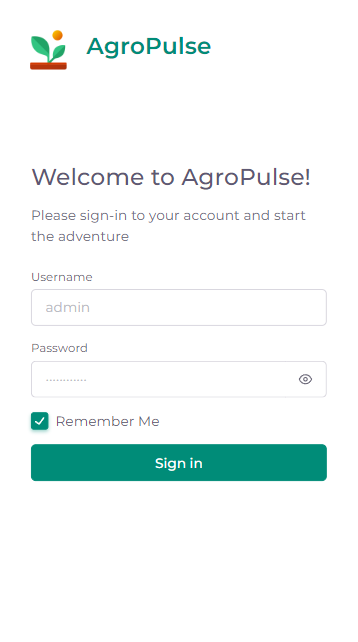 AgroPulse
Welcome to AgroPulse!
Please sign-in to your account and start
the adventure
Username
admin
Password
············
Remember Me
Sign in